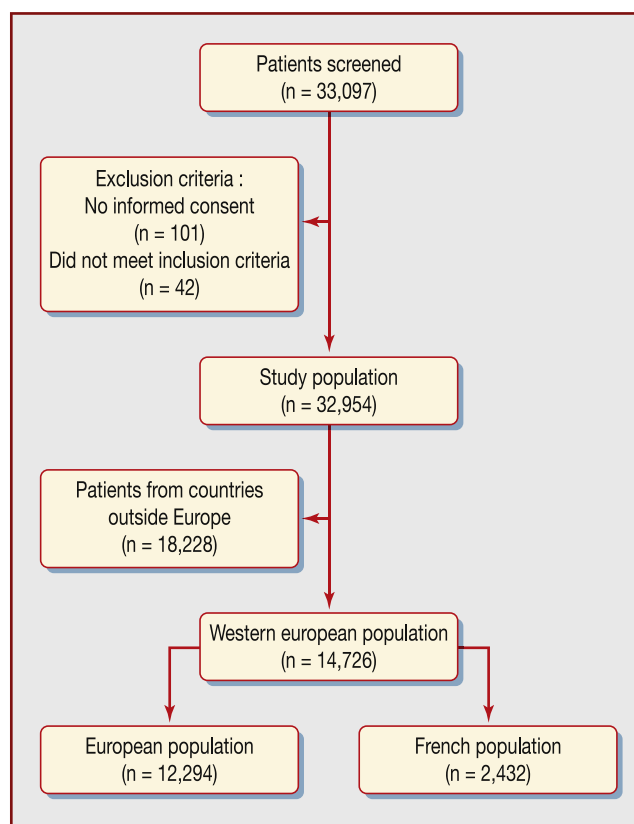 Patients screened
(n = 33,097)
Exclusion criteria :
No informed consent
(n = 101)
Did not meet inclusion criteria
(n = 42)
Study population
(n = 32,954)
Patients from countries
outside Europe
(n = 18,228)
Western european population
(n = 14,726)
European population
(n = 12,294)
French population
(n = 2,432)